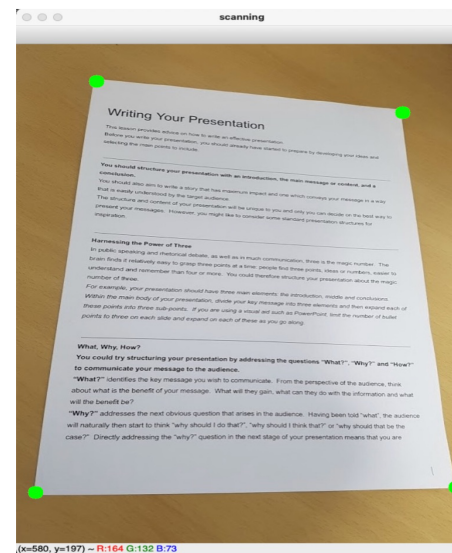 scanning
Writing Your Presentation
This lesson provides advice on how to write an effective presentation.
Before you write your presentation, you should already have started to prepare by developing your ideas and
selecting the main points to include.
You should structure your presentation with an introduction, the main message or content, and a
conclusion.
You should also aim to write a story that has maximum impact and one which conveys your message in a way
that is easily understood by the target audience.
The structure and content of your presentation will be unique to you and only you can decide on the best way to
present your messages. However, you might like to consider some standard presentation structures for
inspiration.
Harnessing the Power of Three
In public speaking and rhetorical debate, as well as in much communication, three is the magic number. The
brain finds it relatively easy to grasp three points at a time: people find three points, ideas or numbers, easier to
understand and remember than four or more. You could therefore structure your presentation about the magic
number of three.
For example, your presentation should have three main elements: the introduction, middle and conclusions.
Within the main body of your presentation, divide your key message into three elements and then expand each of
these points into three sub-points. If you are using a visual aid such as PowerPoint, limit the number of bullet
points to three on each slide and expand on each of these as you go along.
What, Why, How?
You could try structuring your presentation by addressing the questions "What?", "Why?" and "How?"
to communicate your message to the audience.
"What?" identifies the key message you wish to communicate. From the perspective of the audience, think
about what is the benefit of your message. What will they gain, what can they do with the information and what
will the benefit be?
"Why?" addresses the next obvious question that arises in the audience. Having been told "what", the audience
will naturally then start to think "why should I do that?", "why should I think that?" or "why should that be the
case?" Directly addressing the "why?" question in the next stage of your presentation means that you are
(x=580, y=197) ~ R:164 G:132 B:73